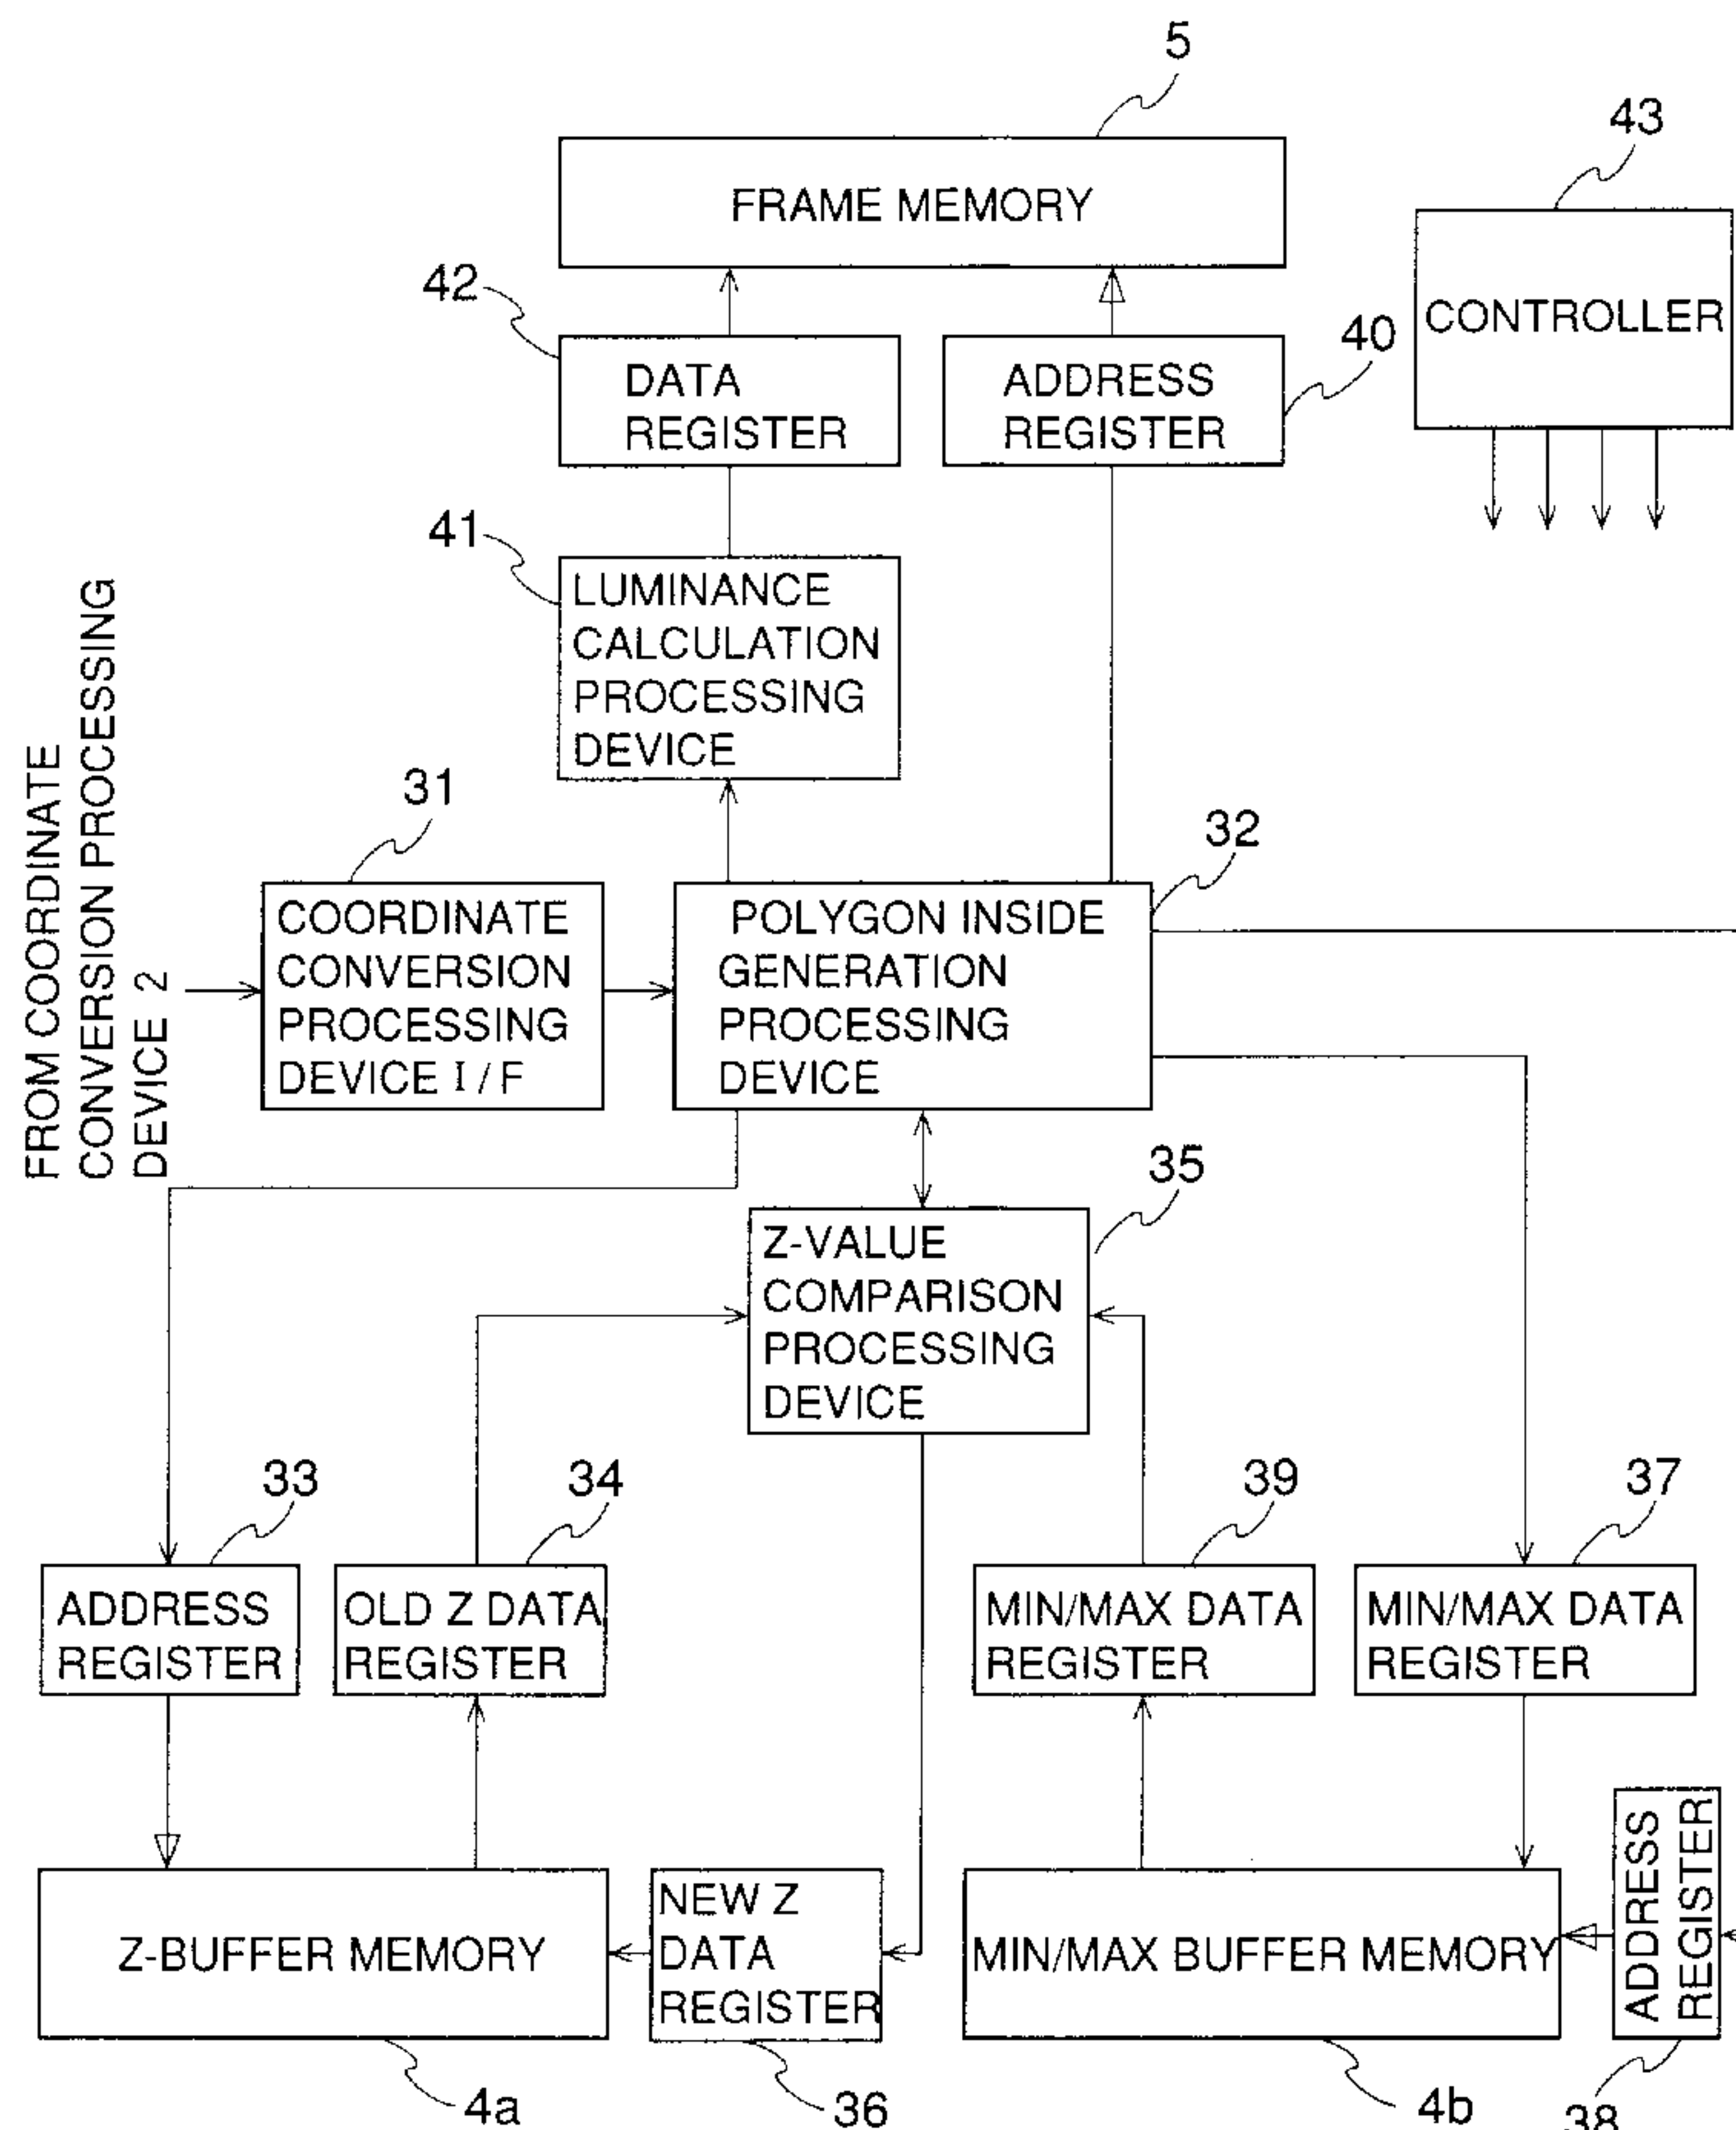 5
FRAME MEMORY
43
CONTROLLER
42
DATA
REGISTER
40
ADDRESS
REGISTER
41
LUMINANCE
CALCULATION
PROCESSING
DEVICE
FROM COORDINATE
CONVERSION PROCESSING
DEVICE 2
31
COORDINATE
CONVERSION
PROCESSING
DEVICE I/F
32
POLYGON INSIDE
GENERATION
PROCESSING
DEVICE
35
Z-VALUE
COMPARISON
PROCESSING
DEVICE
33
ADDRESS
REGISTER
34
OLD Z DATA
REGISTER
39
MIN/MAX DATA
REGISTER
37
MIN/MAX DATA
REGISTER
Z-BUFFER MEMORY
4a
NEW Z
DATA
REGISTER
36
MIN/MAX BUFFER MEMORY
4b
ADDRESS
REGISTER
38